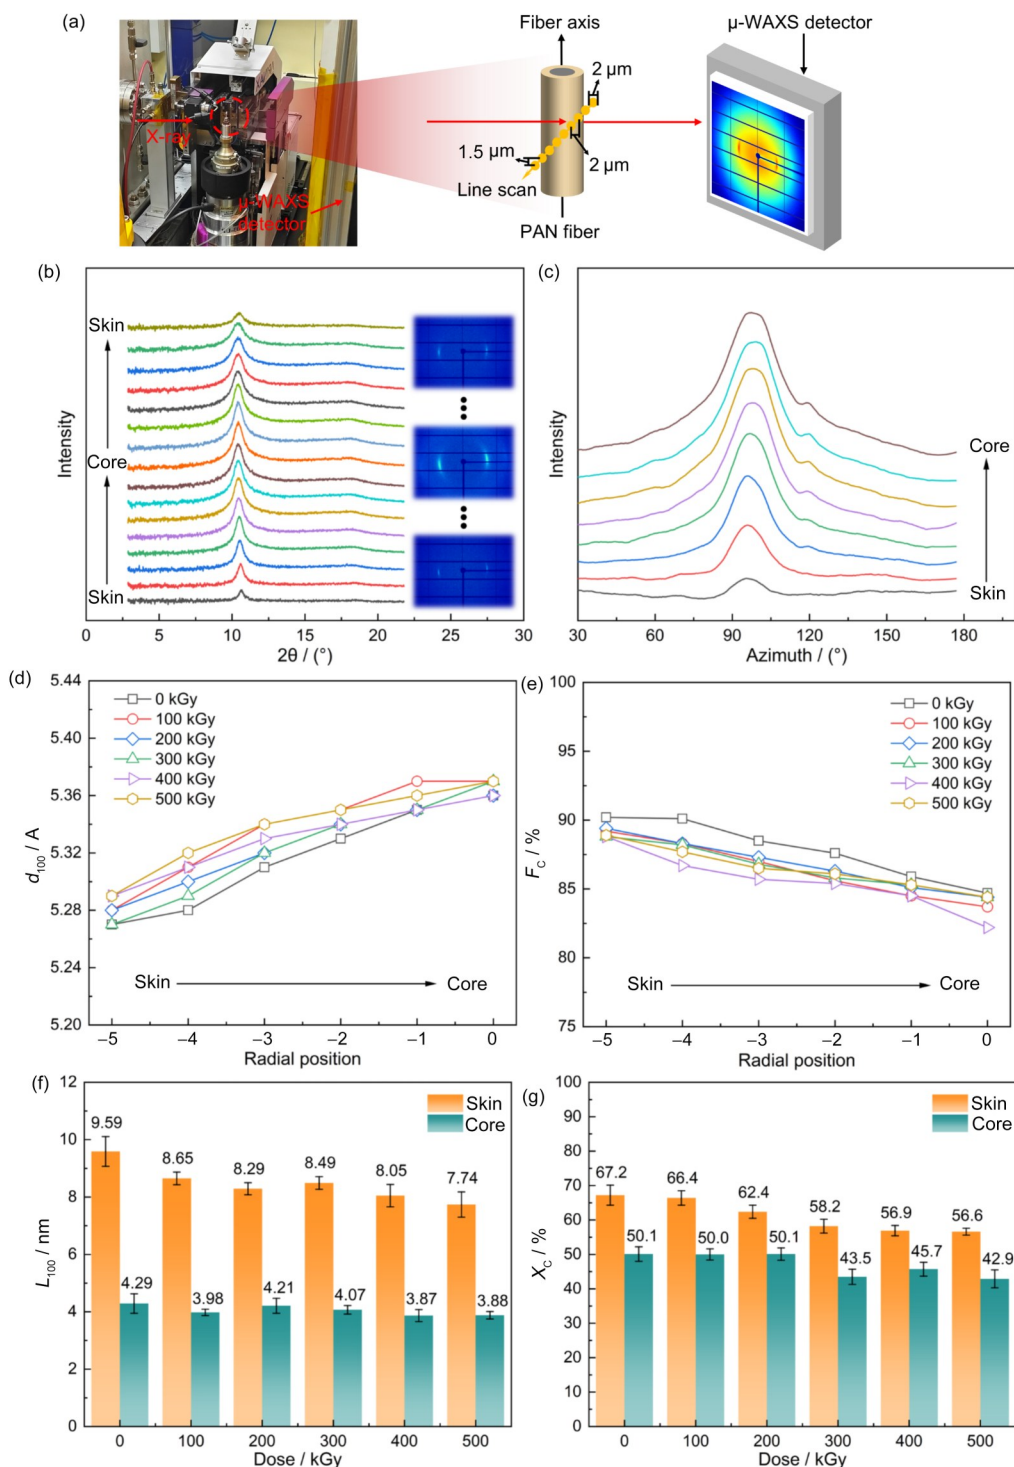 (a)
X-ray
μ-WAXS
detector
Fiber axis
2 μm
1.5 μm
2 μm
Line scan
PAN fiber
μ-WAXS detector
(b)
Intensity
Skin
Core
Skin
0 5 10 15 20 25 30
2θ / (°)
(c)
Intensity
Core
Skin
30 60 90 120 150 180
Azimuth / (°)
(d)
d100 / A
5.44
5.40
5.36
5.32
5.28
5.24
5.20
0 kGy
100 kGy
200 kGy
300 kGy
400 kGy
500 kGy
Skin
Core
–5 –4 –3 –2 –1 0
Radial position
(e)
FC / %
100
95
90
85
80
75
0 kGy
100 kGy
200 kGy
300 kGy
400 kGy
500 kGy
Skin
Core
–5 –4 –3 –2 –1 0
Radial position
(f)
L100 / nm
12
10
8
6
4
2
0
Skin
Core
9.59 8.65 8.29 8.49 8.05 7.74
4.29 3.98 4.21 4.07 3.87 3.88
0 100 200 300 400 500
Dose / kGy
(g)
XC / %
100
90
80
70
60
50
40
30
20
10
0
Skin
Core
67.2 66.4 62.4 58.2 56.9 56.6
50.1 50.0 50.1 43.5 45.7 42.9
0 100 200 300 400 500
Dose / kGy